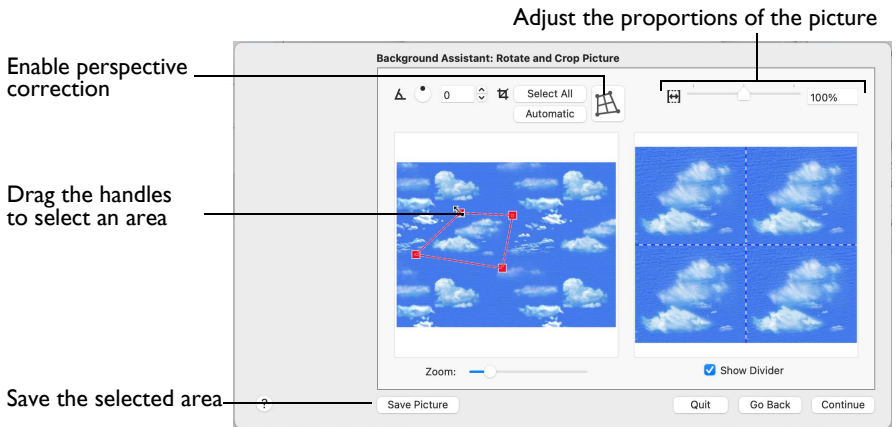 Adjust the proportions of the picture
Background Assistant: Rotate and Crop Picture
Enable perspective
correction
0
Select All
100%
Automatic
Drag the handles
to select an area
Zoom:
Show Divider
Save the selected area
?
Save Picture
Quit
Go Back
Continue